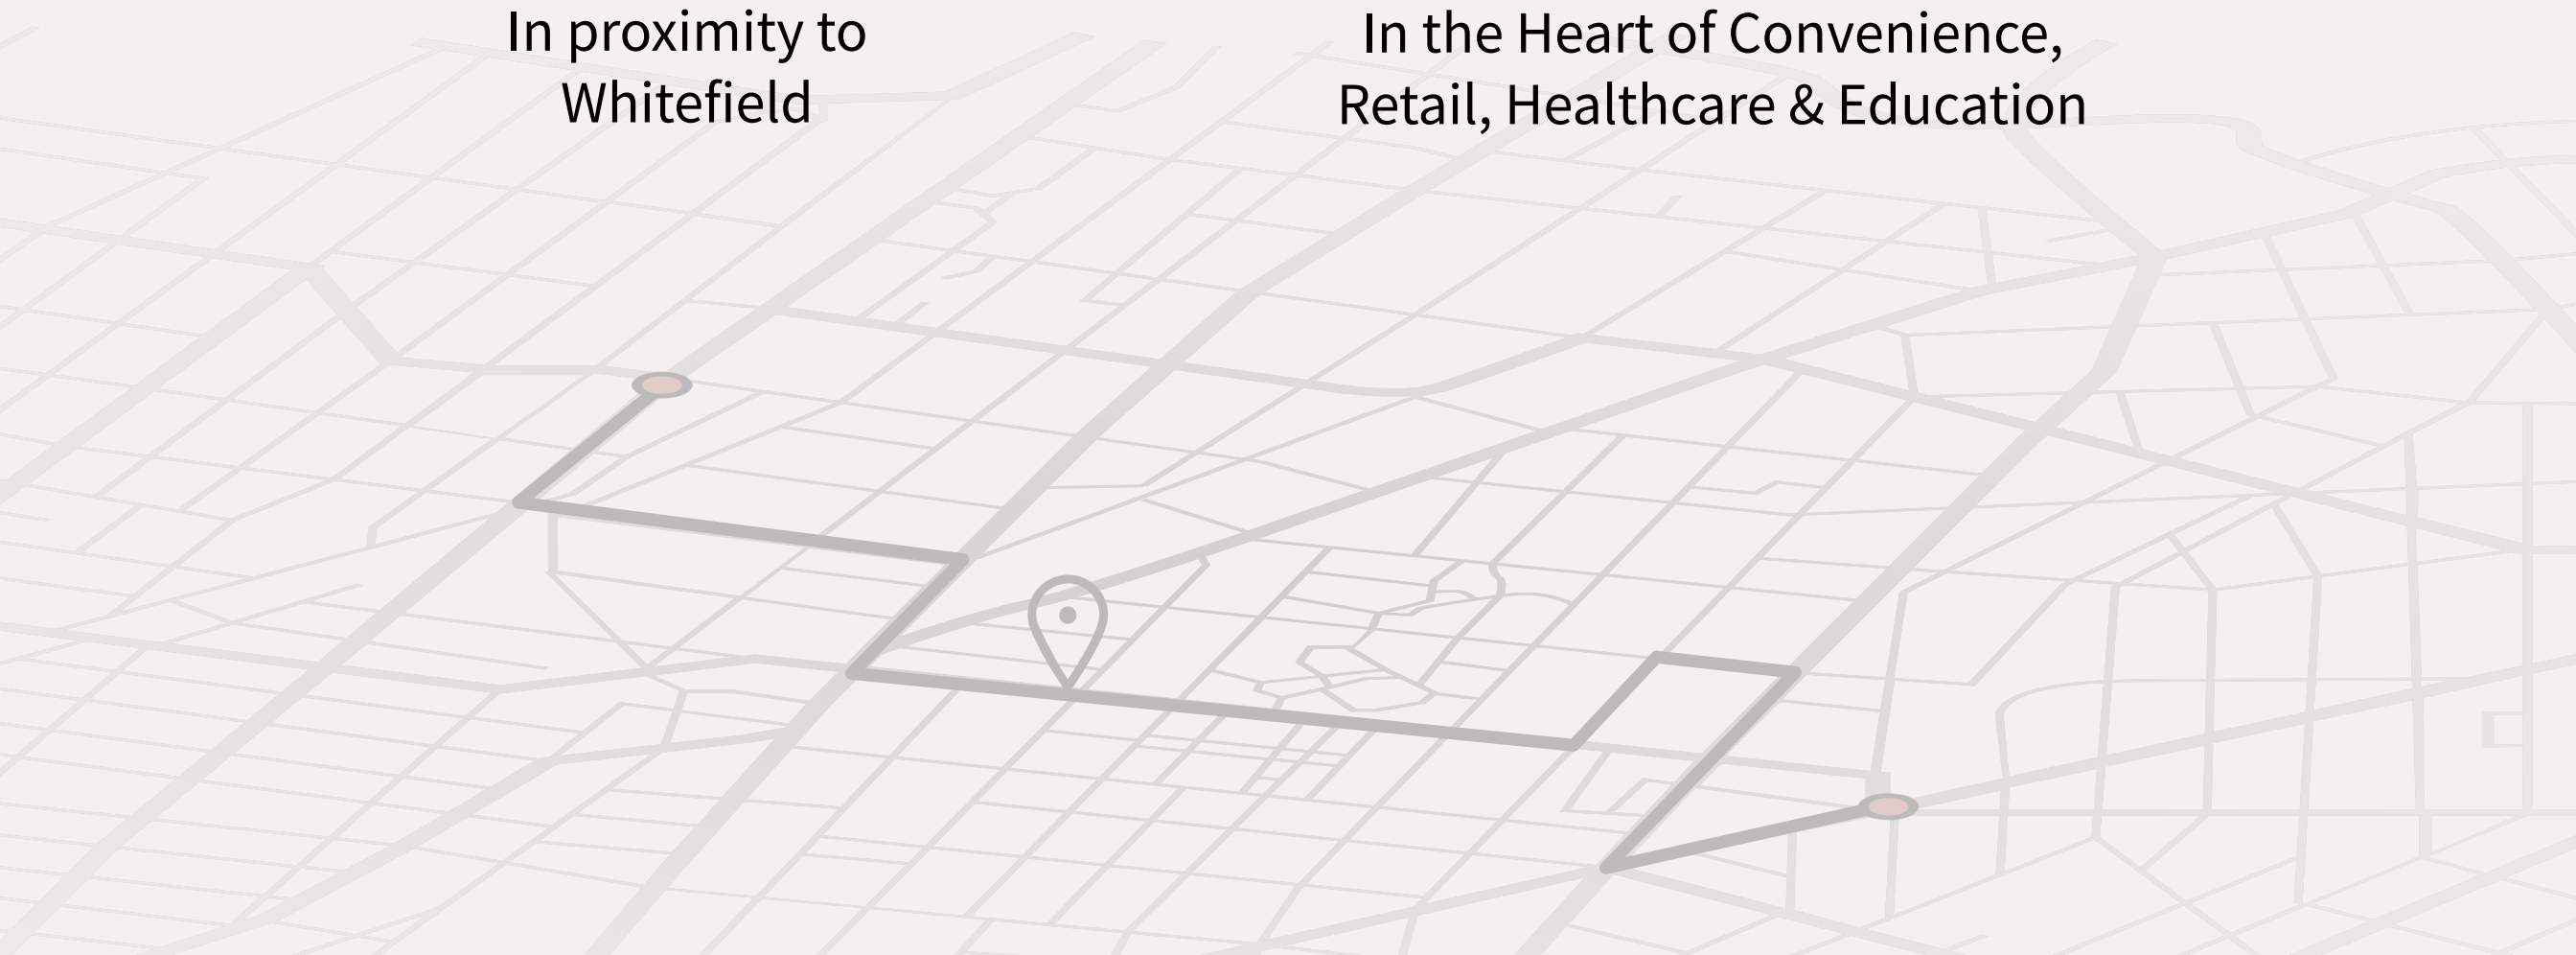 In proximity to
Whitefield
In the Heart of Convenience,
Retail, Healthcare & Education